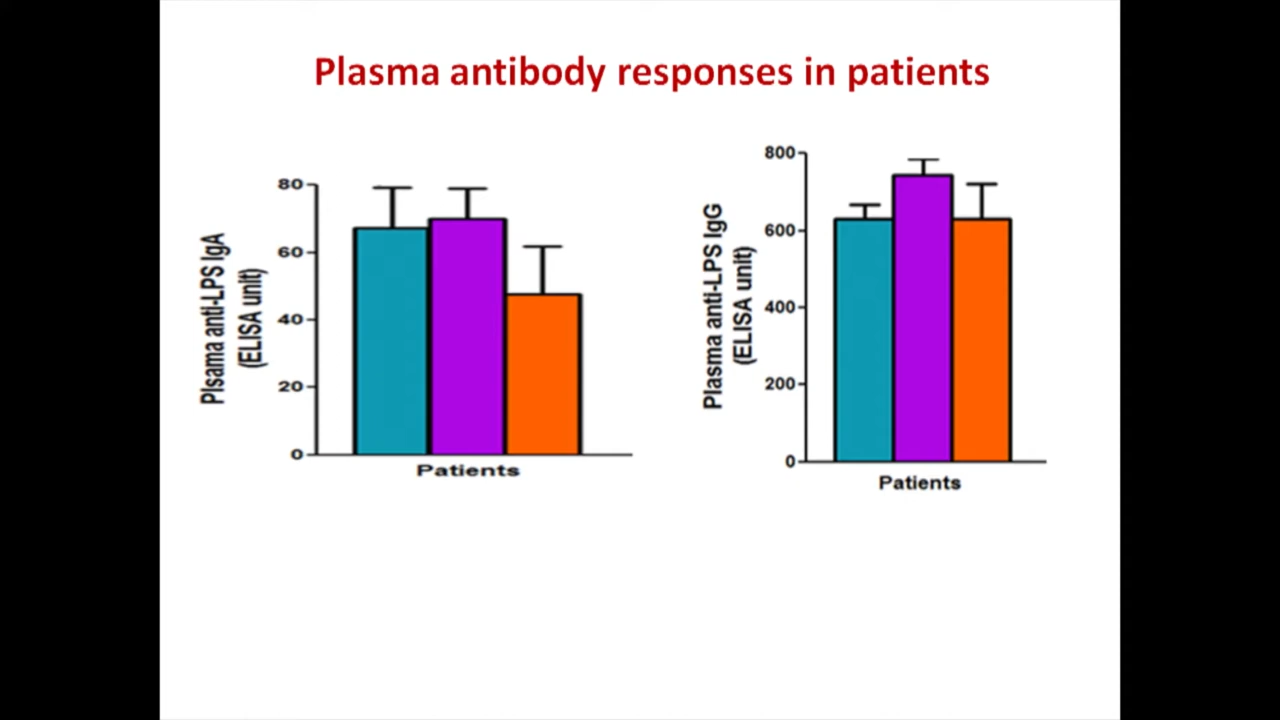 Plasma antibody responses in patients
Plsama anti-LPS IgA
(ELISA unit)
80
60
40
20
0
Patients
Plasma anti-LPS IgG
(ELISA unit)
800
600
400
200
0
Patients